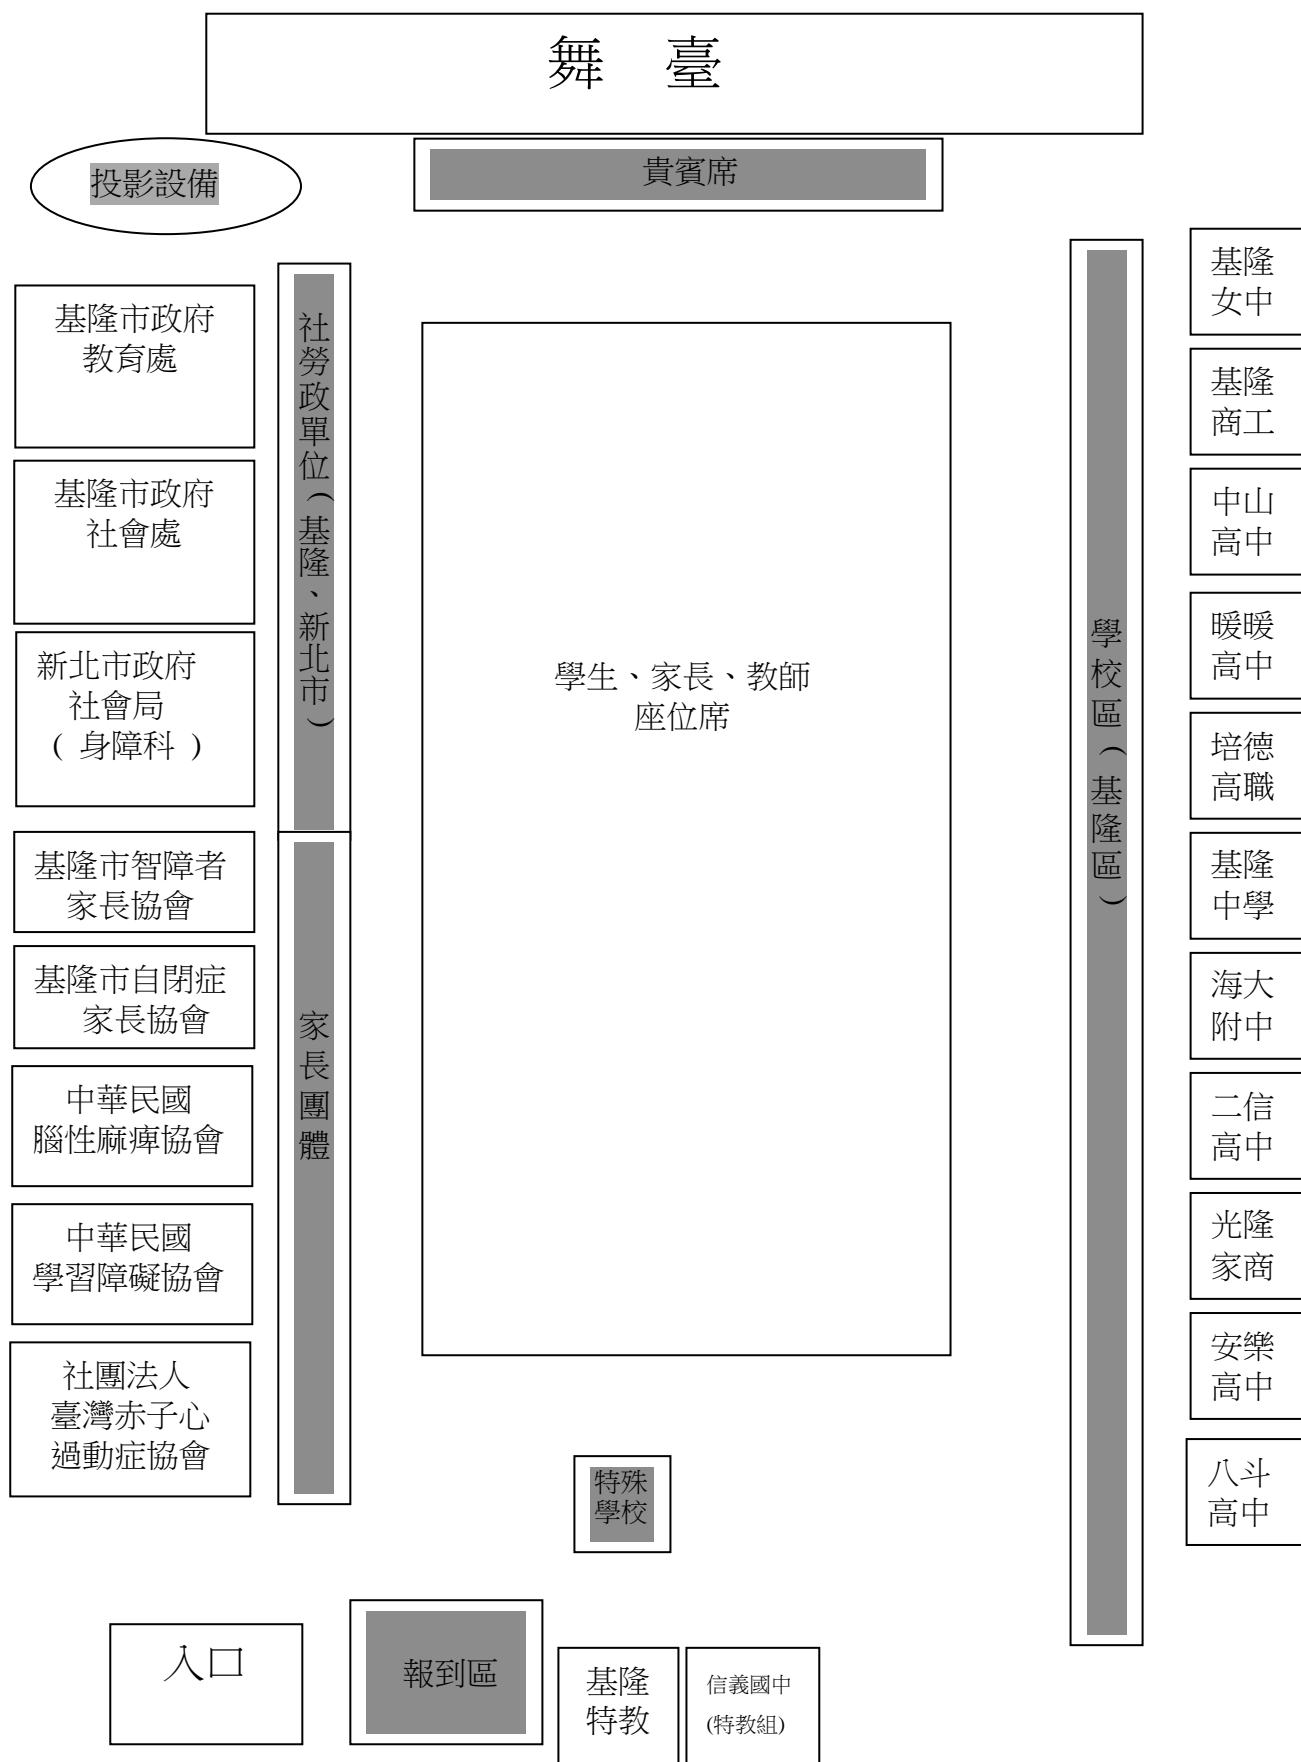 舞 臺
投影設備
貴賓席
基隆市政府
教育處
基隆市政府
社會處
新北市政府
社會局
( 身障科 )
社勞政單位(基隆、新北市)
學生、家長、教師
座位席
學校區(基隆區)
基隆
女中
基隆
商工
中山
高中
暖暖
高中
培德
高職
基隆
中學
海大
附中
二信
高中
光隆
家商
安樂
高中
八斗
高中
基隆市智障者
家長協會
基隆市自閉症
家長協會
中華民國
腦性麻痺協會
中華民國
學習障礙協會
社團法人
臺灣赤子心
過動症協會
家長團體
特殊
學校
入口
報到區
基隆
特教
信義國中
(特教組)